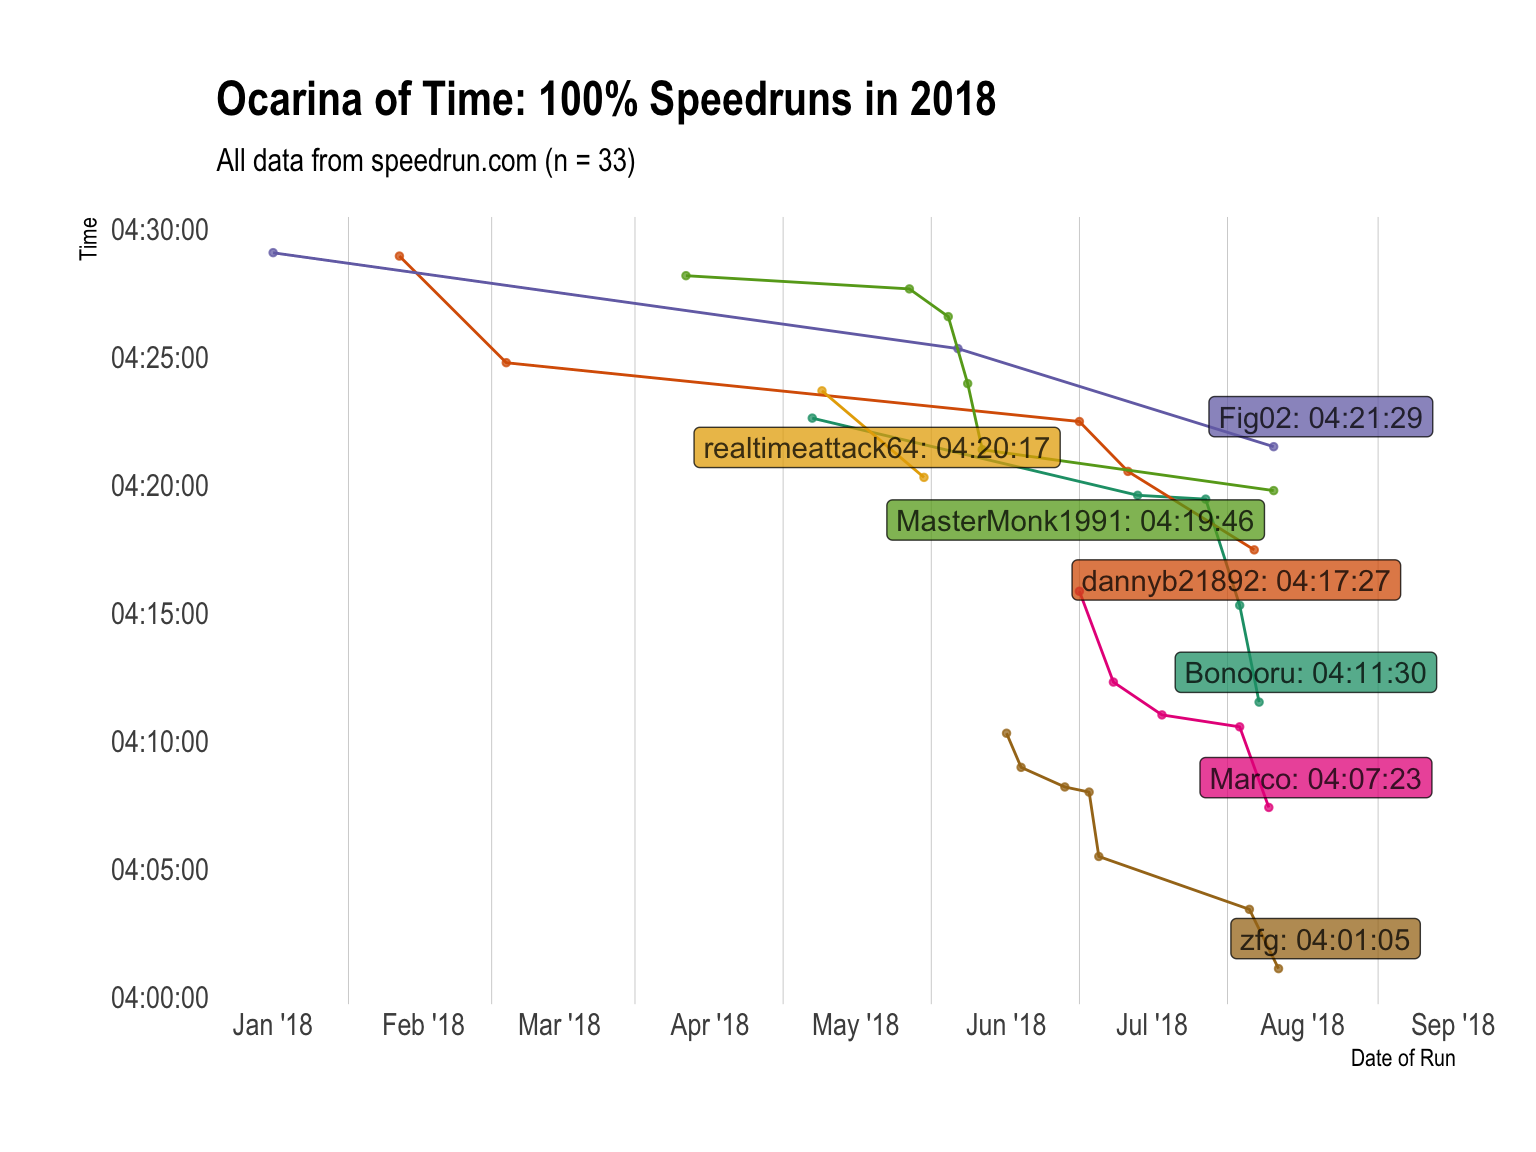 Ocarina of Time: 100% Speedruns in 2018
All data from speedrun.com (n = 33)
Time
04:30:00
04:25:00
04:20:00
04:15:00
04:10:00
04:05:00
04:00:00
Fig02: 04:21:29
realtimeattack64: 04:20:17
MasterMonk1991: 04:19:46
dannyb21892: 04:17:27
Bonooru: 04:11:30
Marco: 04:07:23
zfg: 04:01:05
Jan '18 Feb '18 Mar '18 Apr '18 May '18 Jun '18 Jul '18 Aug '18 Sep '18
Date of Run